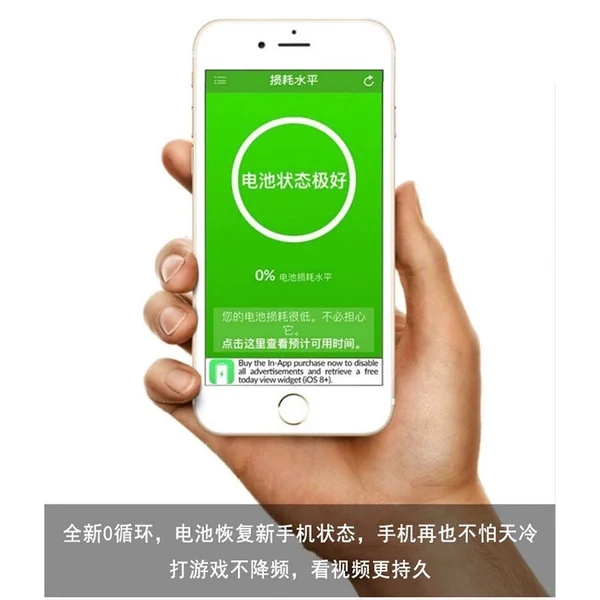 损耗水平
电池状态极好
0% 电池损耗水平
您的电池损耗很低。不必担心
它。
点击这里查看预计可用时间。
Buy the In-App purchase now to disable
all advertisements and retrieve a free
today view widget (iOS 8+).
全新0循环，电池恢复新手机状态，手机再也不怕天冷
打游戏不降频，看视频更持久